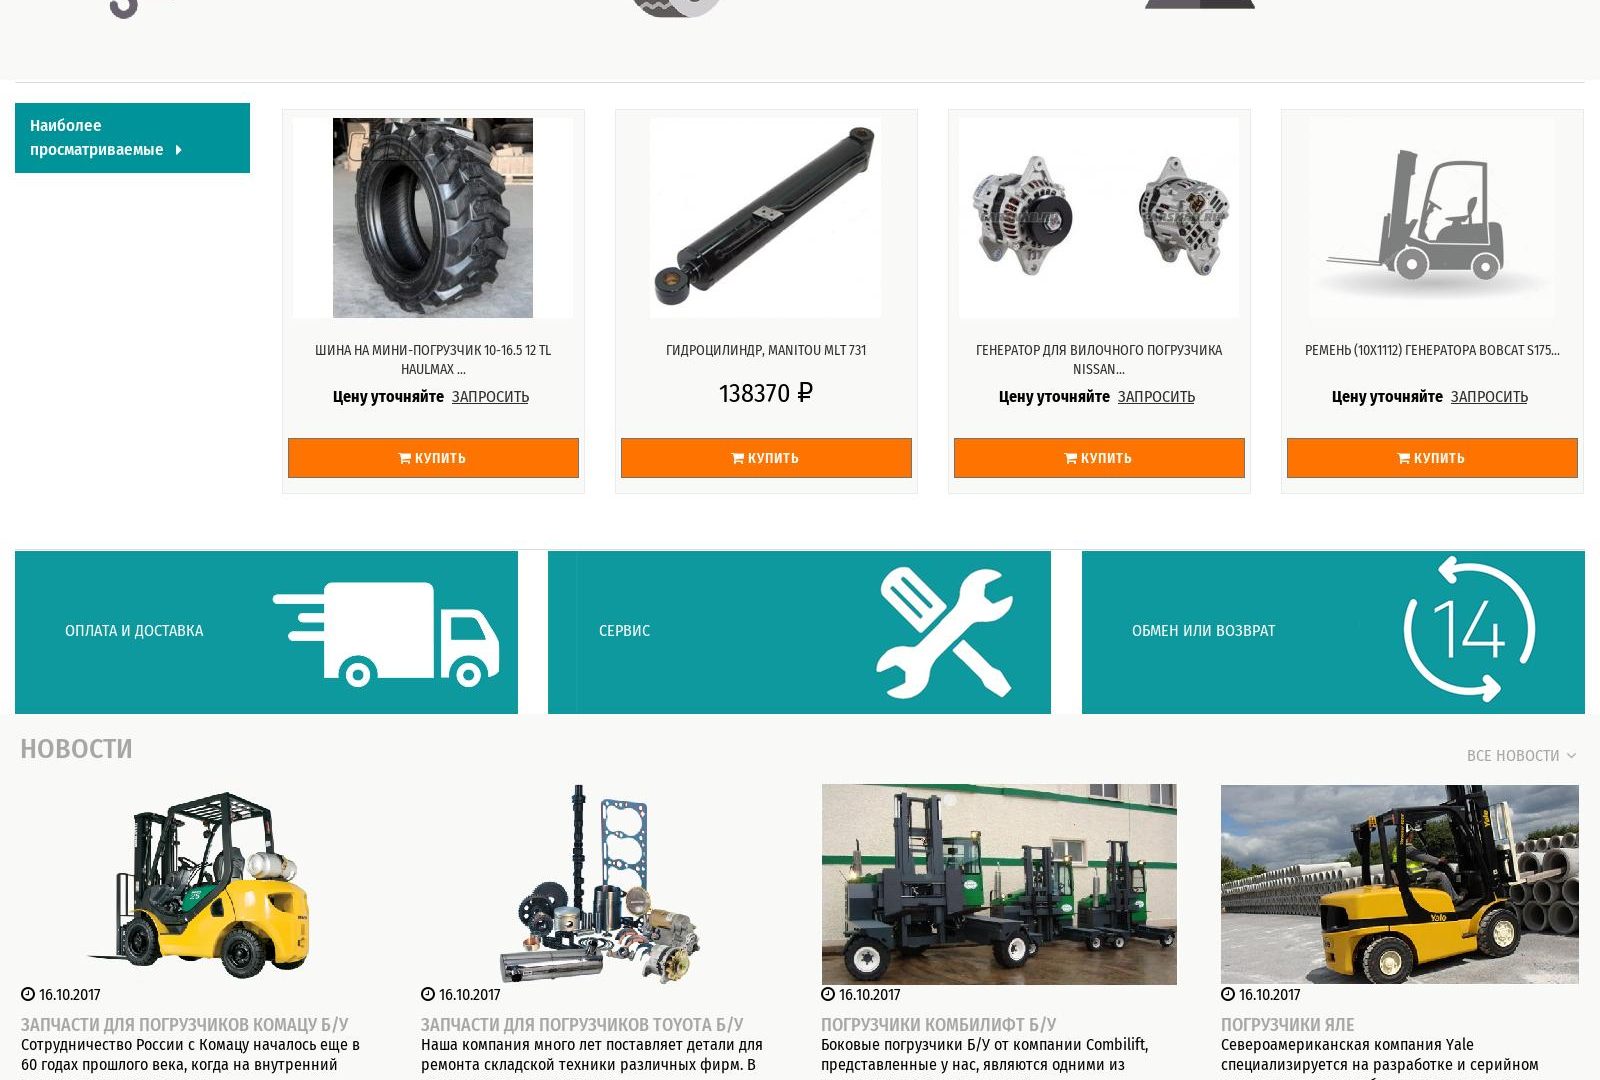 Наиболее
просматриваемые
ШИНА НА МИНИ-ПОГРУЗЧИК 10-16.5 12 TL
HAULMAX ...
Цену уточняйте ЗАПРОСИТЬ
КУПИТЬ
ГИДРОЦИЛИНДР, MANITOU MLT 731
138370 ₽
КУПИТЬ
ГЕНЕРАТОР ДЛЯ ВИЛОЧНОГО ПОГРУЗЧИКА
NISSAN...
Цену уточняйте ЗАПРОСИТЬ
КУПИТЬ
РЕМЕНЬ (10X1112) ГЕНЕРАТОРА BOBCAT S175...
Цену уточняйте ЗАПРОСИТЬ
КУПИТЬ
ОПЛАТА И ДОСТАВКА
СЕРВИС
ОБМЕН ИЛИ ВОЗВРАТ
14
НОВОСТИ
ВСЕ НОВОСТИ
16.10.2017
ЗАПЧАСТИ ДЛЯ ПОГРУЗЧИКОВ КОМАЦУ Б/У
Сотрудничество России с Комацу началось еще в
60 годах прошлого века, когда на внутренний
16.10.2017
ЗАПЧАСТИ ДЛЯ ПОГРУЗЧИКОВ TOYOTA Б/У
Наша компания много лет поставляет детали для
ремонта складской техники различных фирм. В
16.10.2017
ПОГРУЗЧИКИ КОМБИЛИФТ Б/У
Боковые погрузчики Б/У от компании Combilift,
представленные у нас, являются одними из
Yale
16.10.2017
ПОГРУЗЧИКИ ЯЛЕ
Североамериканская компания Yale
специализируется на разработке и серийном